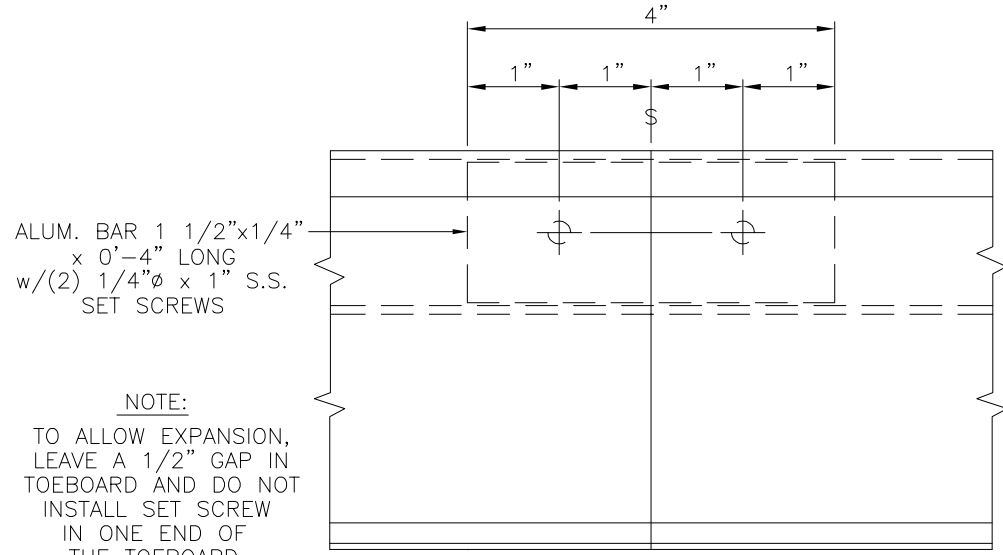 4"
1" 1" 1" 1"
S
ALUM. BAR 1 1/2"x1/4"
x 0'-4" LONG
w/(2) 1/4"ø x 1" S.S.
SET SCREWS
NOTE:
TO ALLOW EXPANSION,
LEAVE A 1/2" GAP IN
TOEBOARD AND DO NOT
INSTALL SET SCREW
IN ONE END OF
THE TOEBOARD